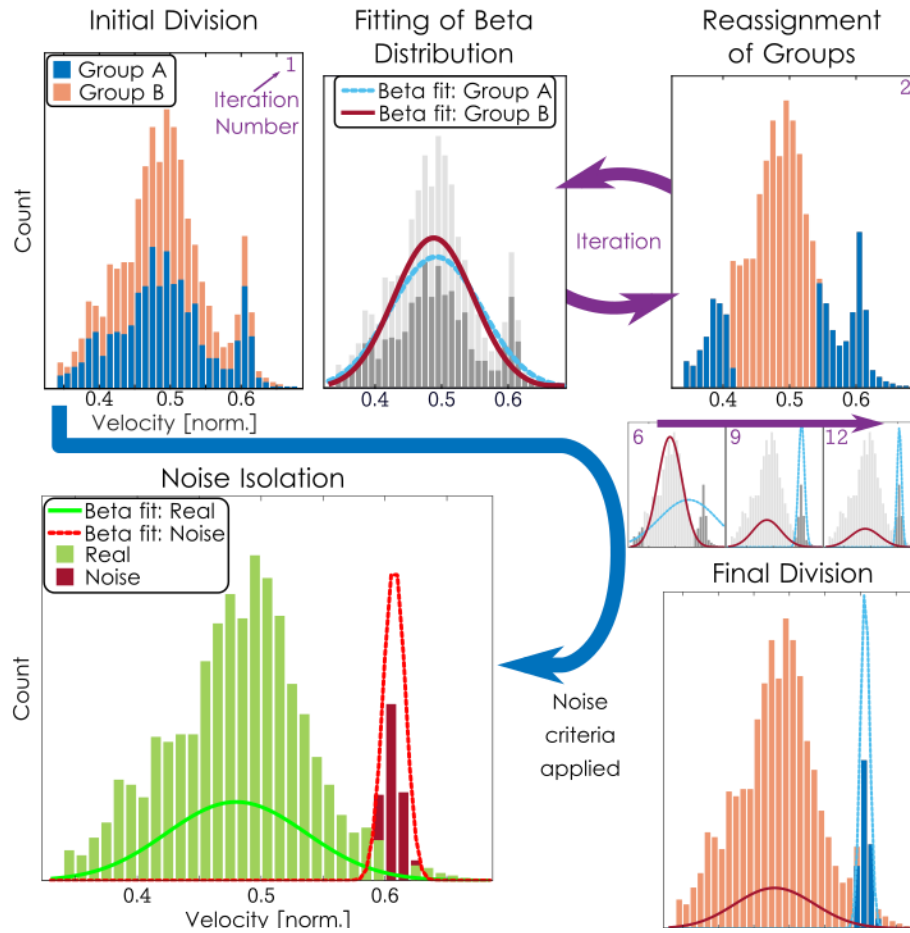 Initial Division
Group A
Group B
1
Iteration
Number
Count
0.4
0.5
0.6
Velocity [norm.]
Fitting of Beta
Distribution
Beta fit: Group A
Beta fit: Group B
0.4
0.5
0.6
Iteration
Reassignment
of Groups
2
0.4
0.5
0.6
6
9
12
Noise Isolation
Beta fit: Real
Beta fit: Noise
Real
Noise
Count
0.4
0.5
0.6
Velocity [norm.]
Noise
criteria
applied
Final Division